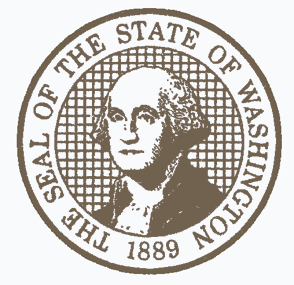 THE SEAL OF THE STATE OF WASHINGTON
1889